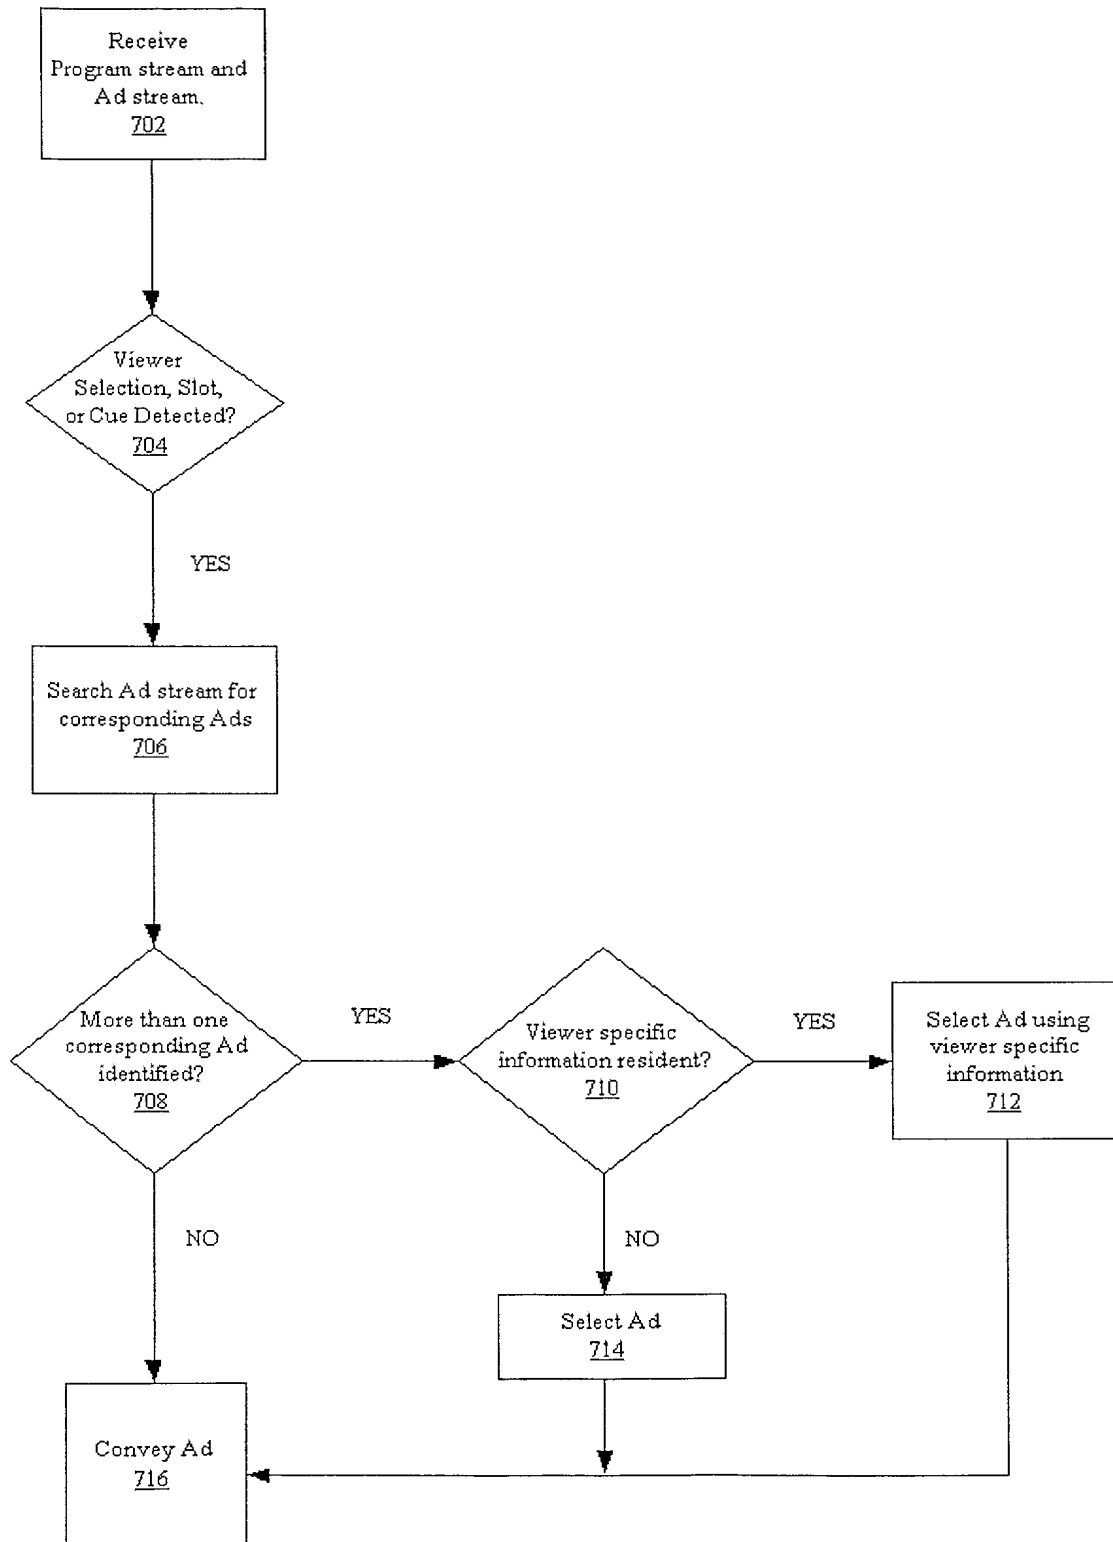 Receive
Program stream and
Ad stream.
702
Viewer
Selection, Slot,
or Cue Detected?
704
YES
Search Ad stream for
corresponding Ads
706
More than one
corresponding Ad
identified?
708
YES
Viewer specific
information resident?
710
YES
Select Ad using
viewer specific
information
712
NO
NO
Select Ad
714
Convey Ad
716